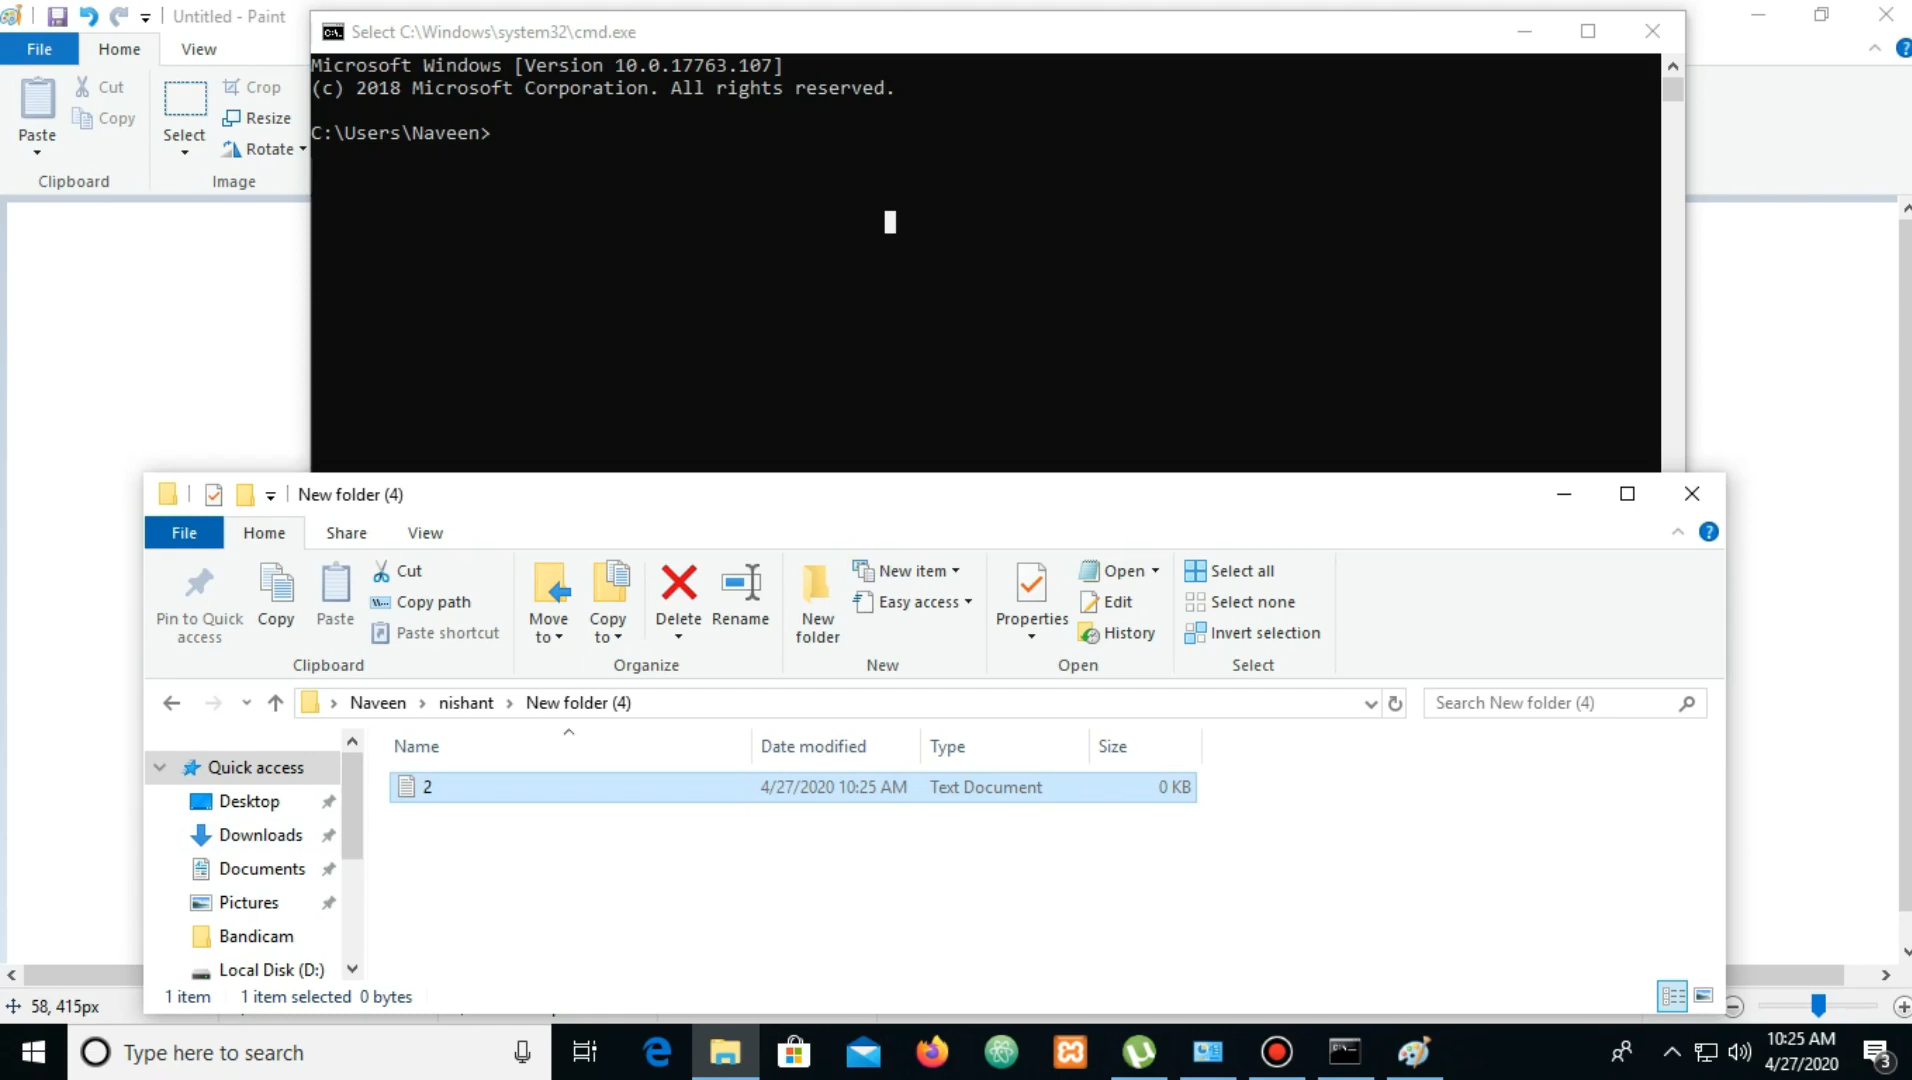 Untitled - Paint
File
Home
View
Paste
Cut
Copy
Clipboard
Select
Crop
Resize
Rotate
Image
Select C:\Windows\system32\cmd.exe
Microsoft Windows [Version 10.0.17763.107]
(c) 2018 Microsoft Corporation. All rights reserved.
C:\Users\Naveen>
New folder (4)
File
Home
Share
View
Pin to Quick
access
Copy
Paste
Cut
Copy path
Paste shortcut
Clipboard
Move
to
Copy
to
Delete
Rename
Organize
New
folder
New item
Easy access
New
Properties
Open
Edit
History
Open
Select all
Select none
Invert selection
Select
Naveen > nishant > New folder (4)
Search New folder (4)
Name
Date modified
Type
Size
2
4/27/2020 10:25 AM
Text Document
0 KB
Quick access
Desktop
Downloads
Documents
Pictures
Bandicam
Local Disk (D:)
1 item
1 item selected 0 bytes
58, 415px
Type here to search
10:25 AM
4/27/2020
3